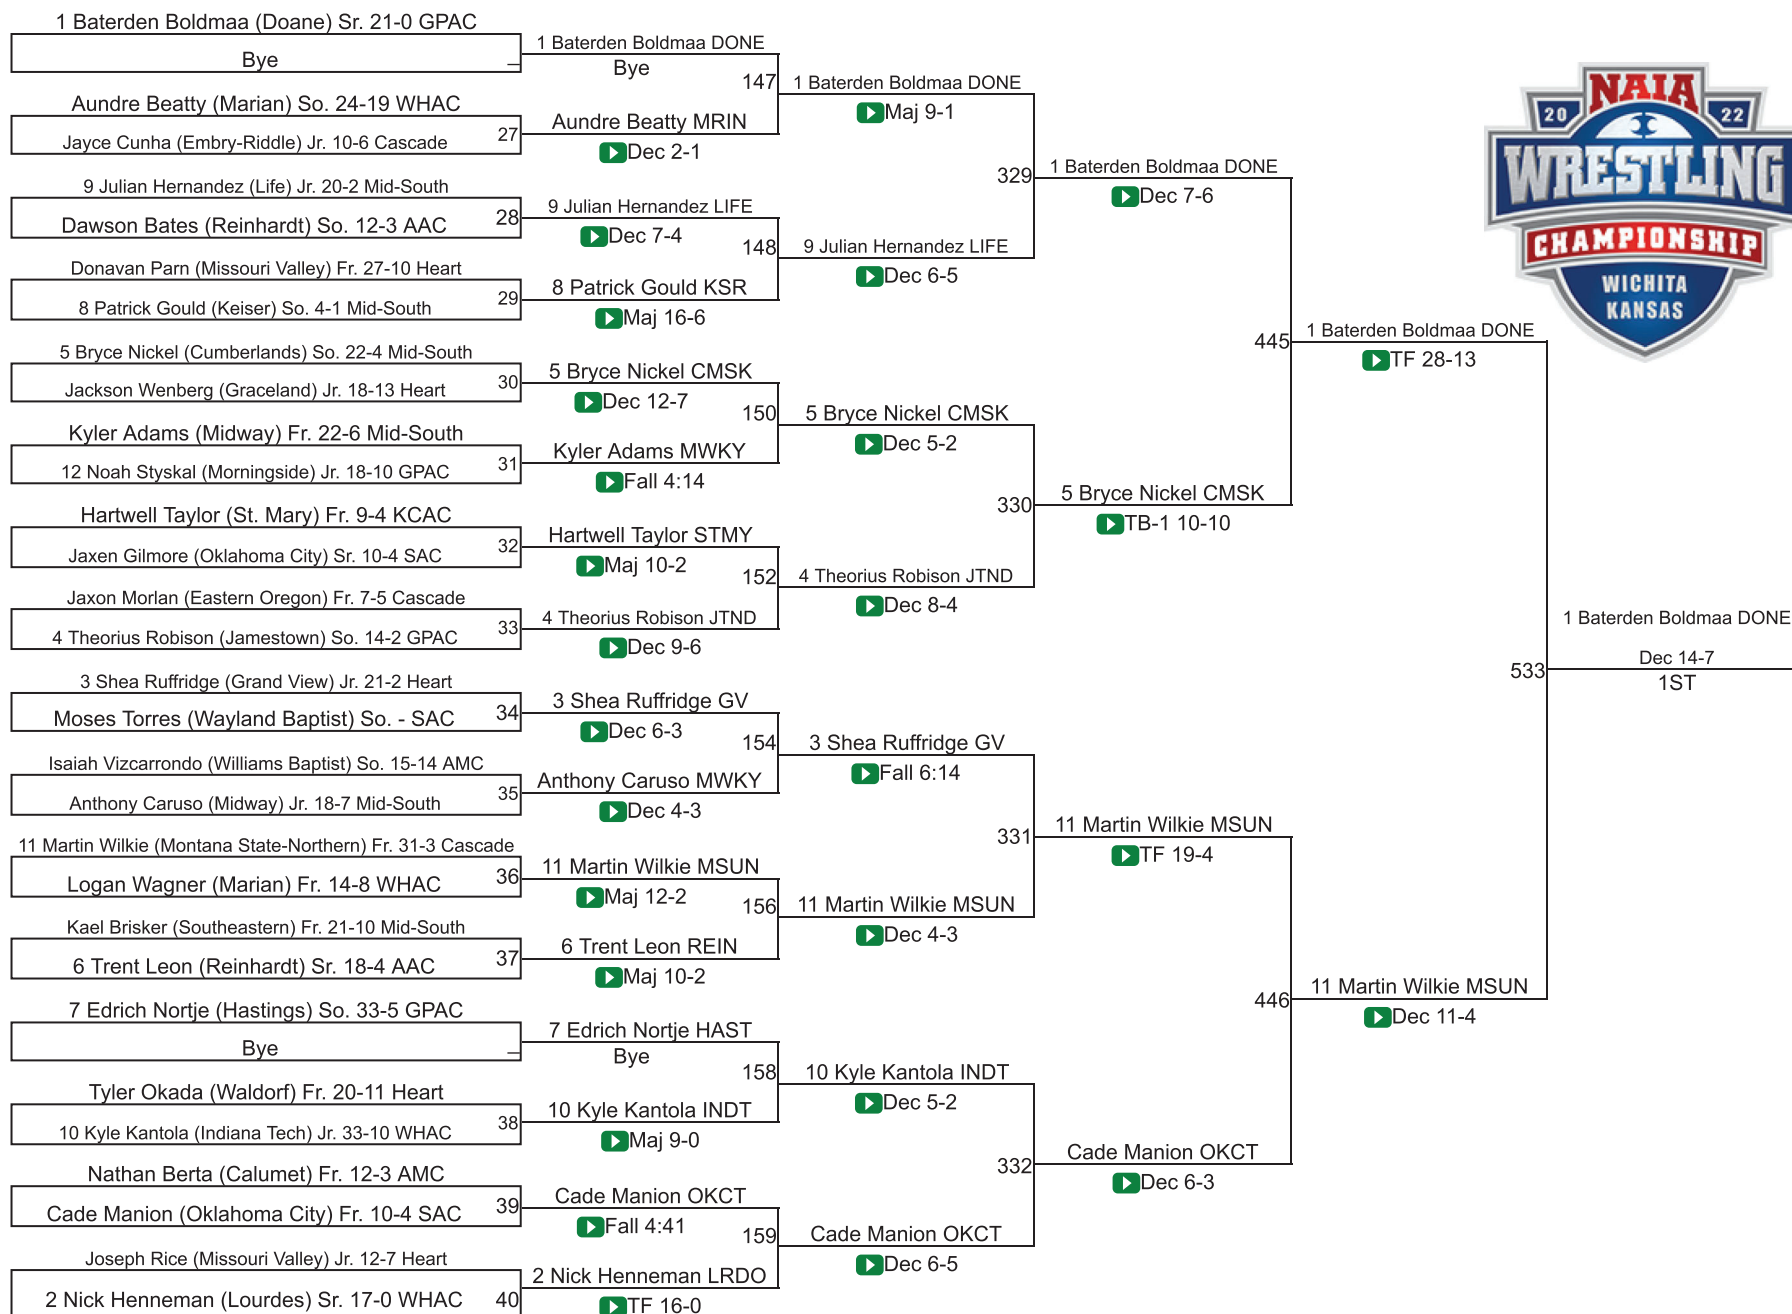 1 Baterden Boldmaa (Doane) Sr. 21-0 GPAC
Bye
_
Aundre Beatty (Marian) So. 24-19 WHAC
Jayce Cunha (Embry-Riddle) Jr. 10-6 Cascade
27
9 Julian Hernandez (Life) Jr. 20-2 Mid-South
Dawson Bates (Reinhardt) So. 12-3 AAC
28
Donavan Parn (Missouri Valley) Fr. 27-10 Heart
8 Patrick Gould (Keiser) So. 4-1 Mid-South
29
5 Bryce Nickel (Cumberlands) So. 22-4 Mid-South
Jackson Wenberg (Graceland) Jr. 18-13 Heart
30
Kyler Adams (Midway) Fr. 22-6 Mid-South
12 Noah Styskal (Morningside) Jr. 18-10 GPAC
31
Hartwell Taylor (St. Mary) Fr. 9-4 KCAC
Jaxen Gilmore (Oklahoma City) Sr. 10-4 SAC
32
Jaxon Morlan (Eastern Oregon) Fr. 7-5 Cascade
4 Theorius Robison (Jamestown) So. 14-2 GPAC
33
3 Shea Ruffridge (Grand View) Jr. 21-2 Heart
Moses Torres (Wayland Baptist) So. - SAC
34
Isaiah Vizcarrondo (Williams Baptist) So. 15-14 AMC
Anthony Caruso (Midway) Jr. 18-7 Mid-South
35
11 Martin Wilkie (Montana State-Northern) Fr. 31-3 Cascade
Logan Wagner (Marian) Fr. 14-8 WHAC
36
Kael Brisker (Southeastern) Fr. 21-10 Mid-South
6 Trent Leon (Reinhardt) Sr. 18-4 AAC
37
7 Edrich Nortje (Hastings) So. 33-5 GPAC
Bye
_
Tyler Okada (Waldorf) Fr. 20-11 Heart
10 Kyle Kantola (Indiana Tech) Jr. 33-10 WHAC
38
Nathan Berta (Calumet) Fr. 12-3 AMC
Cade Manion (Oklahoma City) Fr. 10-4 SAC
39
Joseph Rice (Missouri Valley) Jr. 12-7 Heart
2 Nick Henneman (Lourdes) Sr. 17-0 WHAC
40
1 Baterden Boldmaa DONE
Bye
147
Aundre Beatty MRIN
Dec 2-1
9 Julian Hernandez LIFE
Dec 7-4
148
8 Patrick Gould KSR
Maj 16-6
5 Bryce Nickel CMSK
Dec 12-7
150
Kyler Adams MWKY
Fall 4:14
Hartwell Taylor STMY
Maj 10-2
152
4 Theorius Robison JTND
Dec 9-6
3 Shea Ruffridge GV
Dec 6-3
154
Anthony Caruso MWKY
Dec 4-3
11 Martin Wilkie MSUN
Maj 12-2
156
6 Trent Leon REIN
Maj 10-2
7 Edrich Nortje HAST
Bye
158
10 Kyle Kantola INDT
Maj 9-0
Cade Manion OKCT
Fall 4:41
159
2 Nick Henneman LRDO
TF 16-0
1 Baterden Boldmaa DONE
Maj 9-1
329
9 Julian Hernandez LIFE
Dec 6-5
5 Bryce Nickel CMSK
Dec 5-2
330
4 Theorius Robison JTND
Dec 8-4
3 Shea Ruffridge GV
Fall 6:14
331
11 Martin Wilkie MSUN
Dec 4-3
10 Kyle Kantola INDT
Dec 5-2
332
Cade Manion OKCT
Dec 6-5
1 Baterden Boldmaa DONE
Dec 7-6
445
5 Bryce Nickel CMSK
TB-1 10-10
11 Martin Wilkie MSUN
TF 19-4
446
Cade Manion OKCT
Dec 6-3
1 Baterden Boldmaa DONE
TF 28-13
533
11 Martin Wilkie MSUN
Dec 11-4
1 Baterden Boldmaa DONE
Dec 14-7
1ST
NAIA
20 22
WRESTLING
CHAMPIONSHIP
WICHITA
KANSAS